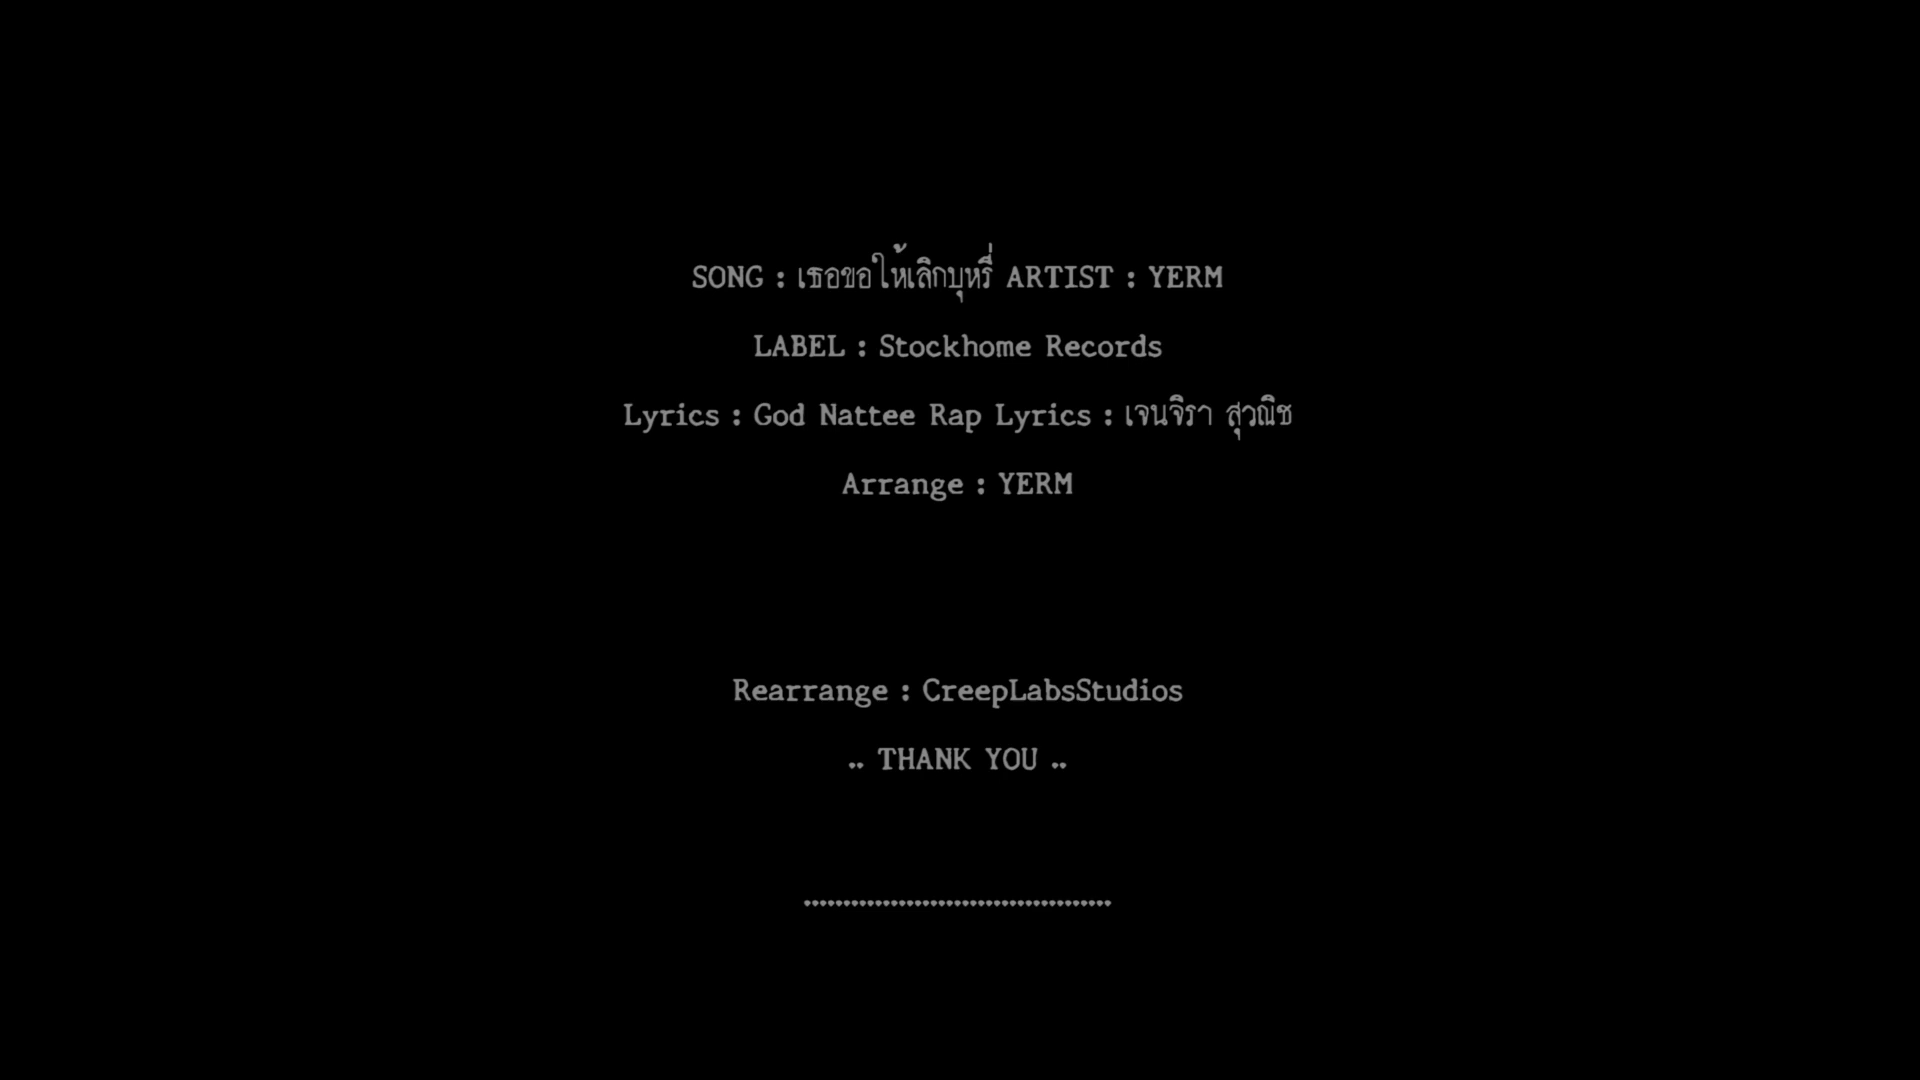 SONG : เธอขอให้เลิกบุหรี่ ARTIST : YERM
LABEL : Stockhome Records
Lyrics : God Nattee Rap Lyrics : เจนจิรา สุวณิช
Arrange : YERM
Rearrange : CreepLabsStudios
.. THANK YOU ..
.......................................